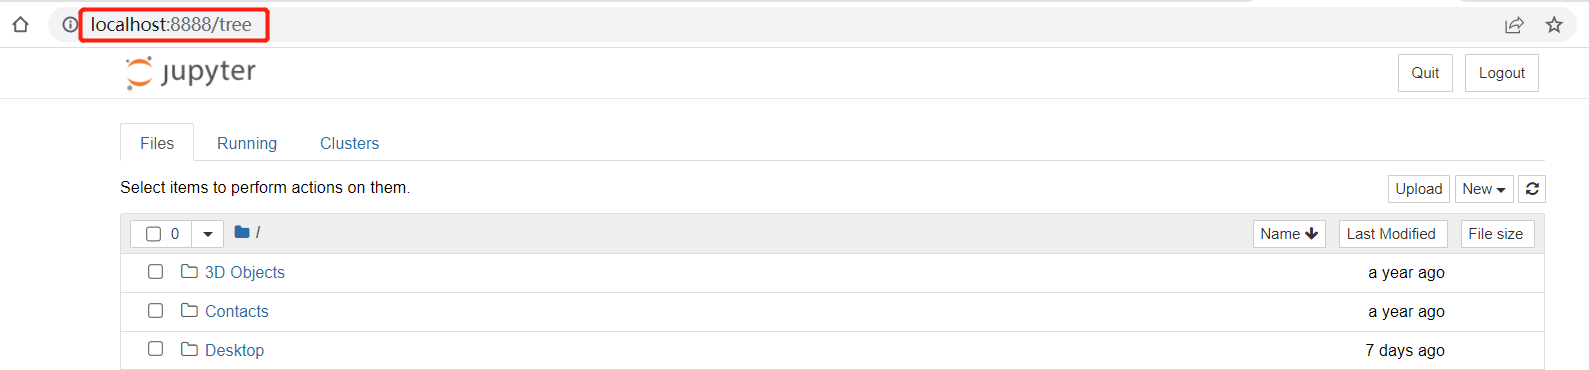 localhost:8888/tree
jupyter
Quit
Logout
Files
Running
Clusters
Select items to perform actions on them.
Upload
New
0
/
Name
Last Modified
File size
3D Objects
a year ago
Contacts
a year ago
Desktop
7 days ago